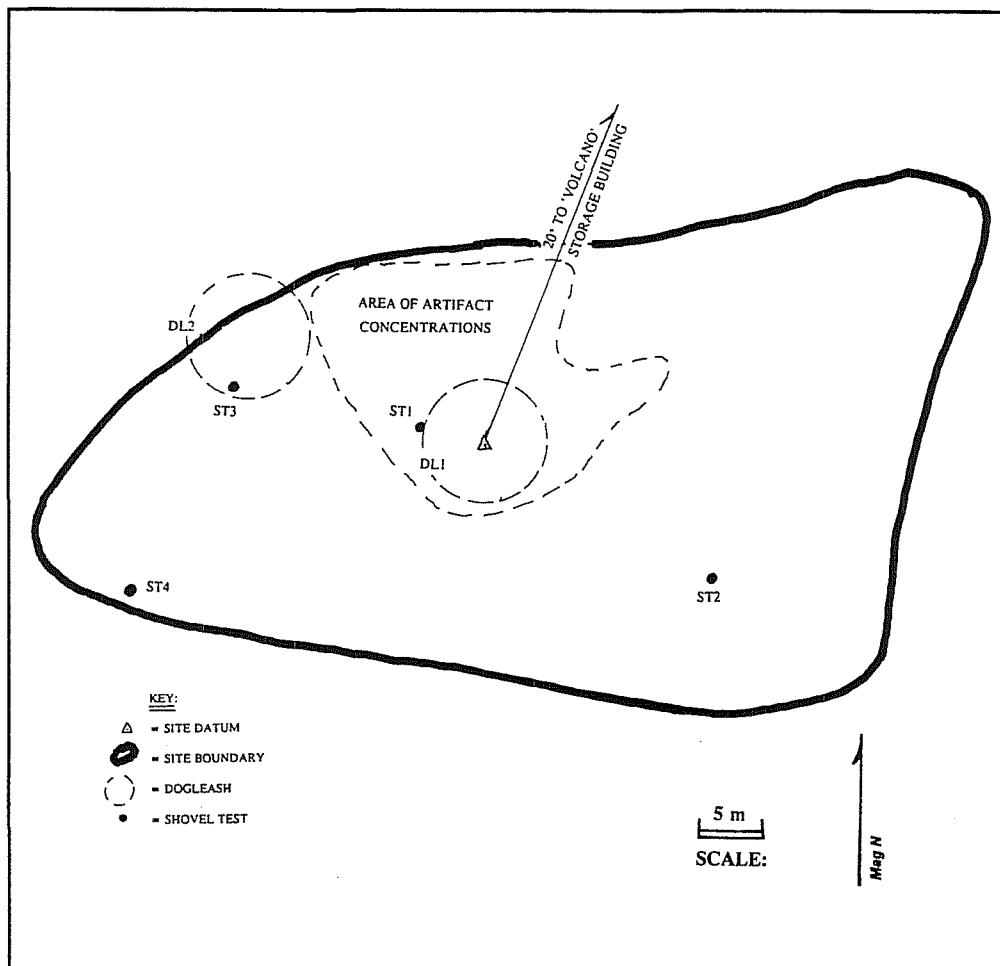 20° TO 'VOLCANO'
STORAGE BUILDING
AREA OF ARTIFACT
CONCENTRATIONS
DL2
ST3
ST1
DL1
ST4
ST2
KEY:
= SITE DATUM
= SITE BOUNDARY
= DOGLEASH
= SHOVEL TEST
5 m
SCALE:
Mag N